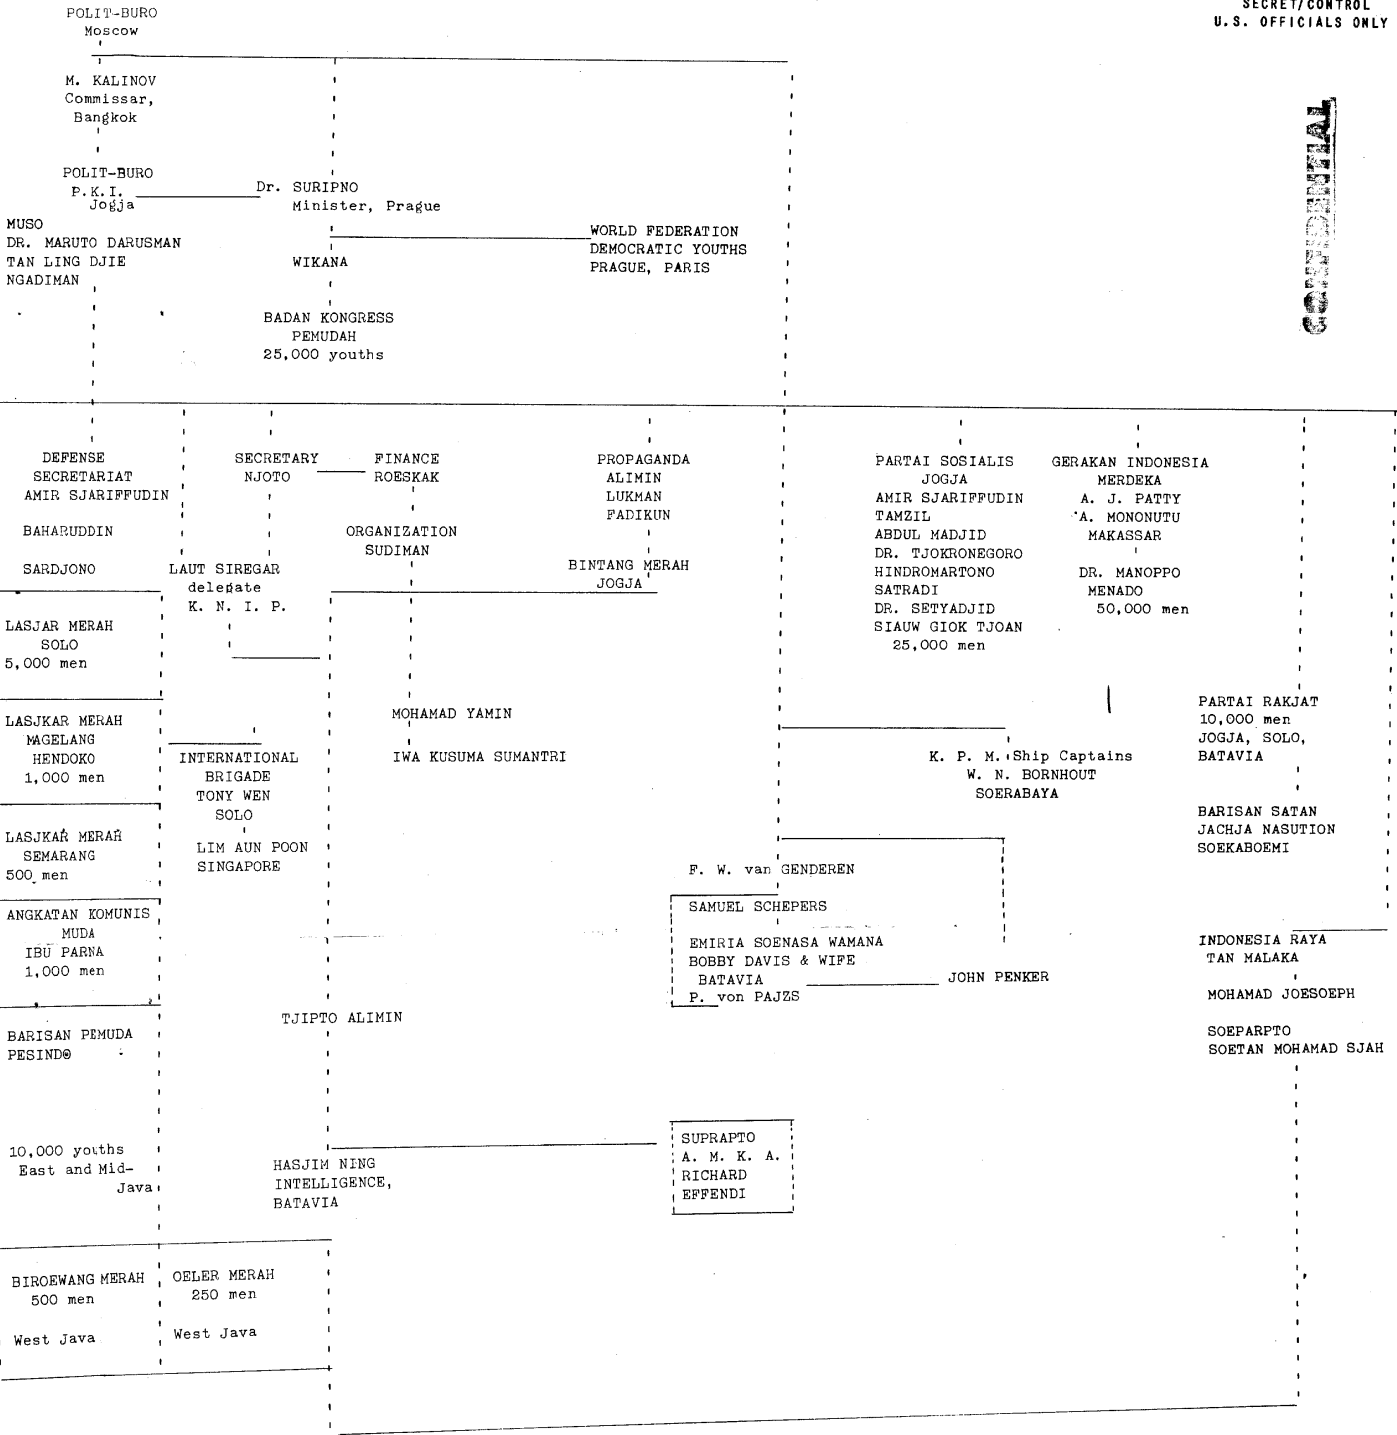 SECRET/CONTROL
U.S. OFFICIALS ONLY
CONFIDENTIAL
POLIT-BURO
Moscow
M. KALINOV
Commissar,
Bangkok
POLIT-BURO
P.K.I.
Jogja
Dr. SURIPNO
Minister, Prague
MUSO
DR. MARUTO DARUSMAN
TAN LING DJIE
NGADIMAN
WIKANA
WORLD FEDERATION
DEMOCRATIC YOUTHS
PRAGUE, PARIS
BADAN KONGRESS
PEMUDAH
25,000 youths
DEFENSE
SECRETARIAT
AMIR SJARIFFUDIN
BAHARUDDIN
SARDJONO
SECRETARY
NJOTO
FINANCE
ROESKAK
ORGANIZATION
SUDIMAN
LAUT SIREGAR
delegate
K. N. I. P.
PROPAGANDA
ALIMIN
LUKMAN
FADIKUN
BINTANG MERAH
JOGJA
PARTAI SOSIALIS
JOGJA
AMIR SJARIFFUDIN
TAMZIL
ABDUL MADJID
DR. TJOKRONEGORO
HINDROMARTONO
SATRADI
DR. SETYADJID
SIAUW GIOK TJOAN
25,000 men
GERAKAN INDONESIA
MERDEKA
A. J. PATTY
A. MONONUTU
MAKASSAR
DR. MANOPPO
MENADO
50,000 men
LASJAR MERAH
SOLO
5,000 men
LASJKAR MERAH
MAGELANG
HENDOKO
1,000 men
LASJKAR MERAH
SEMARANG
500 men
ANGKATAN KOMUNIS
MUDA
IBU PARNA
1,000 men
BARISAN PEMUDA
PESINDO
10,000 youths
East and Mid-
Java
BIROEWANG MERAH
500 men
West Java
OELER MERAH
250 men
West Java
INTERNATIONAL
BRIGADE
TONY WEN
SOLO
LIM AUN POON
SINGAPORE
MOHAMAD YAMIN
IWA KUSUMA SUMANTRI
TJIPTO ALIMIN
HASJIM NING
INTELLIGENCE,
BATAVIA
K. P. M. Ship Captains
W. N. BORNHOUT
SOERABAYA
F. W. van GENDEREN
SAMUEL SCHEPERS
EMIRIA SOENASA WAMANA
BOBBY DAVIS & WIFE
BATAVIA
P. von PAJZS
JOHN PENKER
SUPRAPTO
A. M. K. A.
RICHARD
EFFENDI
PARTAI RAKJAT
10,000 men
JOGJA, SOLO,
BATAVIA
BARISAN SATAN
JACHJA NASUTION
SOEKABOEMI
INDONESIA RAYA
TAN MALAKA
MOHAMAD JOESOEPH
SOEPARPTO
SOETAN MOHAMAD SJAH